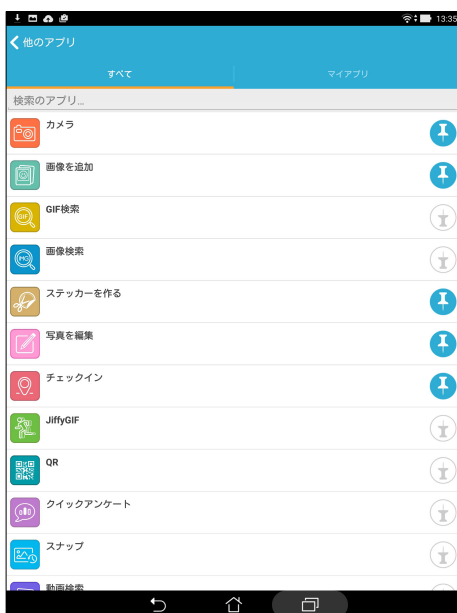 13:35
他のアプリ
すべて
マイアプリ
検索のアプリ...
カメラ
画像を追加
GIF検索
GIF
画像検索
ステッカーを作る
写真を編集
チェックイン
JiffyGIF
QR
クイックアンケート
スナップ
動画検索